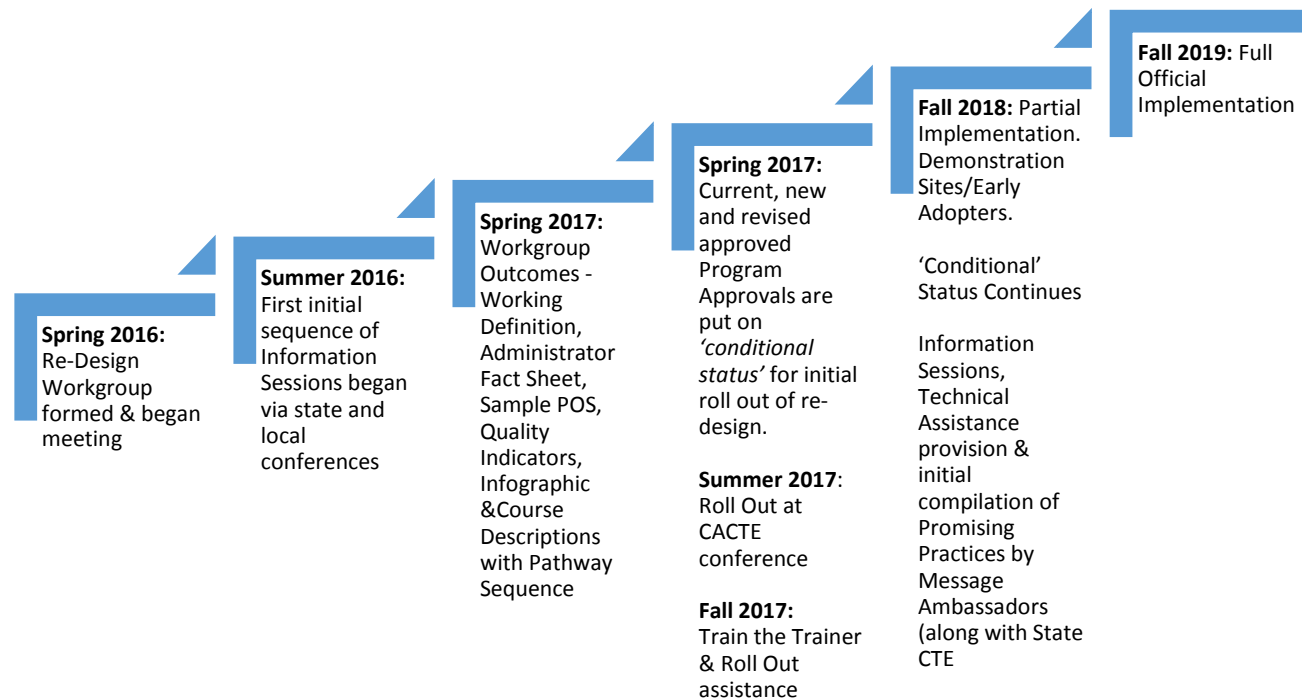 Spring 2016:
Re-Design
Workgroup
formed & began
meeting
Summer 2016:
First initial
sequence of
Information
Sessions began
via state and
local
conferences
Spring 2017:
Workgroup
Outcomes -
Working
Definition,
Administrator
Fact Sheet,
Sample POS,
Quality
Indicators,
Infographic
&Course
Descriptions
with Pathway
Sequence
Spring 2017:
Current, new
and revised
approved
Program
Approvals are
put on
‘conditional
status’ for initial
roll out of re-
design.
Summer 2017:
Roll Out at
CACTE
conference
Fall 2017:
Train the Trainer
& Roll Out
assistance
Fall 2018: Partial
Implementation.
Demonstration
Sites/Early
Adopters.
‘Conditional’
Status Continues
Information
Sessions,
Technical
Assistance
provision &
initial
compilation of
Promising
Practices by
Message
Ambassadors
(along with State
CTE
Fall 2019: Full
Official
Implementation